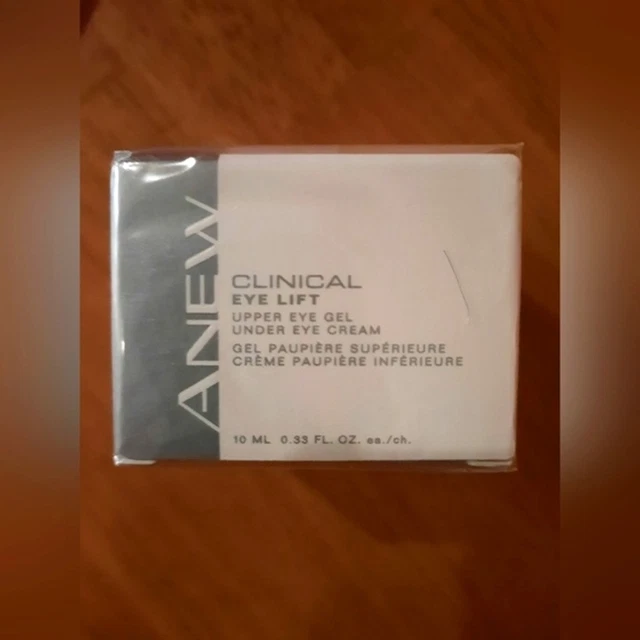 ANEW
CLINICAL
EYE LIFT
UPPER EYE GEL
UNDER EYE CREAM
GEL PAUPIÈRE SUPÉRIEURE
CRÈME PAUPIÈRE INFÉRIEURE
10 ML 0.33 FL. OZ. ea./ch.